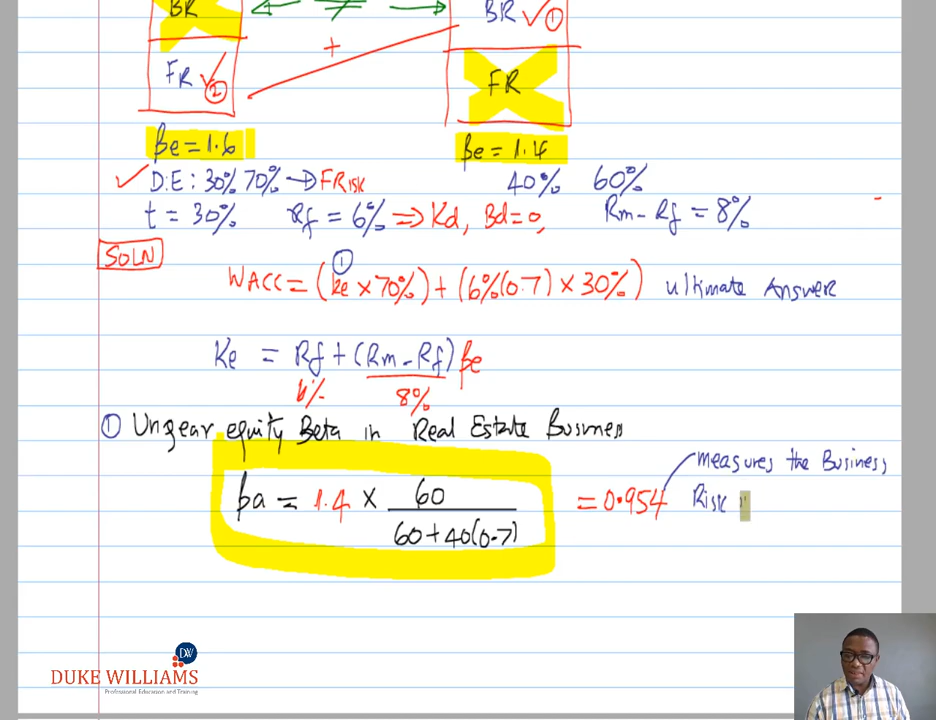 BR BR ✓①
+
FR ✓② FR
βe = 1.6 βe = 1.4
✓ D:E : 30% 70% → FRisk 40% 60%
t = 30% Rf = 6% ⇒ Kd, Bd = 0, Rm - Rf = 8%
SOLN
①
WACC = (ke × 70%) + (6%(0.7) × 30%) ultimate Answer
Ke = Rf + (Rm - Rf) βe
6% 8%
① Ungear equity Beta in Real Estate Business
measures the Business
βa = 1.4 × 60 / 60 + 40(0.7) = 0.954 Risk
DW
DUKE WILLIAMS
Professional Education and Training